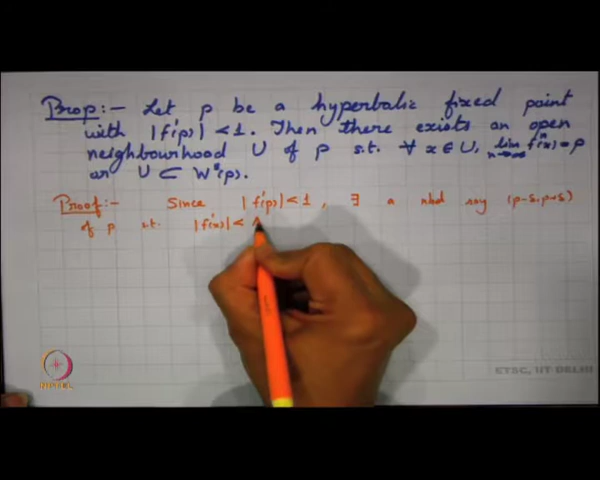 Prop:- Let p be a hyperbolic fixed point
with |f'(p)| < 1. Then there exists an open
neighbourhood U of p s.t. ∀ x ∈ U, lim n→∞ fⁿ(x) = p
or U ⊂ Wˢ(p).
Proof:- Since |f'(p)| < 1, ∃ a nbd say (p-δ, p+δ)
of p s.t. |f'(x)| <
NPTEL
ETSC, IIT DELHI